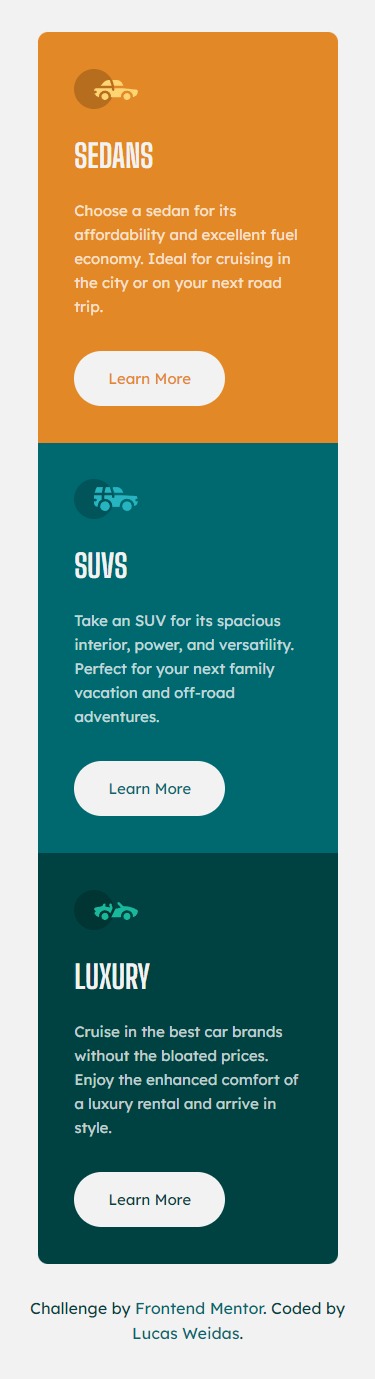 SEDANS
Choose a sedan for its
affordability and excellent fuel
economy. Ideal for cruising in
the city or on your next road
trip.
Learn More
SUVS
Take an SUV for its spacious
interior, power, and versatility.
Perfect for your next family
vacation and off-road
adventures.
Learn More
LUXURY
Cruise in the best car brands
without the bloated prices.
Enjoy the enhanced comfort of
a luxury rental and arrive in
style.
Learn More
Challenge by Frontend Mentor. Coded by
Lucas Weidas.